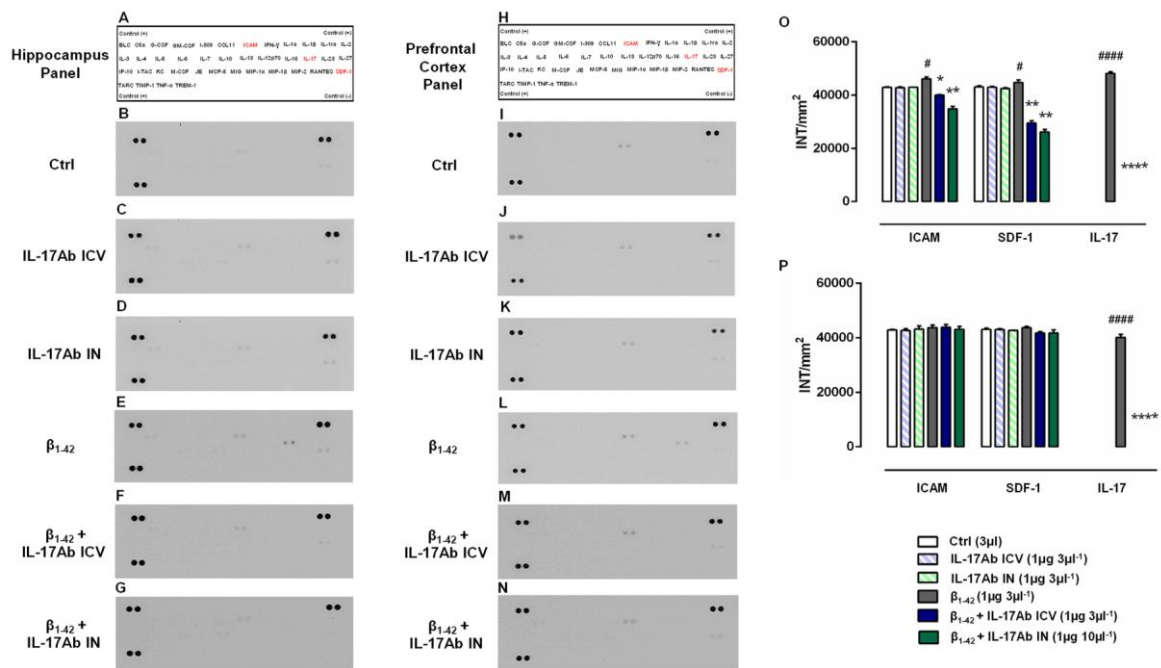 A
Hippocampus
Panel
Control (+)
Control (+)
BLC C5a G-CSF GM-CSF I-309 CCL11 ICAM IFN-γ IL-1α IL-1β IL-1ra IL-2
IL-3 IL-4 IL-5 IL-6 IL-7 IL-10 IL-13 IL-12p70 IL-16 IL-17 IL-23 IL-27
IP-10 I-TAC KC M-CSF JE MCP-5 MIG MIP-1α MIP-1β MIP-2 RANTES SDF-1
TARC TIMP-1 TNF-α TREM-1
Control (+)
Control (-)
B
Ctrl
C
IL-17Ab ICV
D
IL-17Ab IN
E
β1-42
F
β1-42 +
IL-17Ab ICV
G
β1-42 +
IL-17Ab IN
H
Prefrontal
Cortex
Panel
Control (+)
Control (+)
BLC C5a G-CSF GM-CSF I-309 CCL11 ICAM IFN-γ IL-1α IL-1β IL-1ra IL-2
IL-3 IL-4 IL-5 IL-6 IL-7 IL-10 IL-13 IL-12p70 IL-16 IL-17 IL-23 IL-27
IP-10 I-TAC KC M-CSF JE MCP-5 MIG MIP-1α MIP-1β MIP-2 RANTES SDF-1
TARC TIMP-1 TNF-α TREM-1
Control (+)
Control (-)
I
Ctrl
J
IL-17Ab ICV
K
IL-17Ab IN
L
β1-42
M
β1-42 +
IL-17Ab ICV
N
β1-42 +
IL-17Ab IN
O
INT/mm²
60000
40000
20000
0
#
*
**
#
**
**
####
****
ICAM SDF-1 IL-17
P
INT/mm²
60000
40000
20000
0
####
****
ICAM SDF-1 IL-17
Ctrl (3µl)
IL-17Ab ICV (1µg 3µl⁻¹)
IL-17Ab IN (1µg 3µl⁻¹)
β1-42 (1µg 3µl⁻¹)
β1-42 + IL-17Ab ICV (1µg 3µl⁻¹)
β1-42 + IL-17Ab IN (1µg 10µl⁻¹)